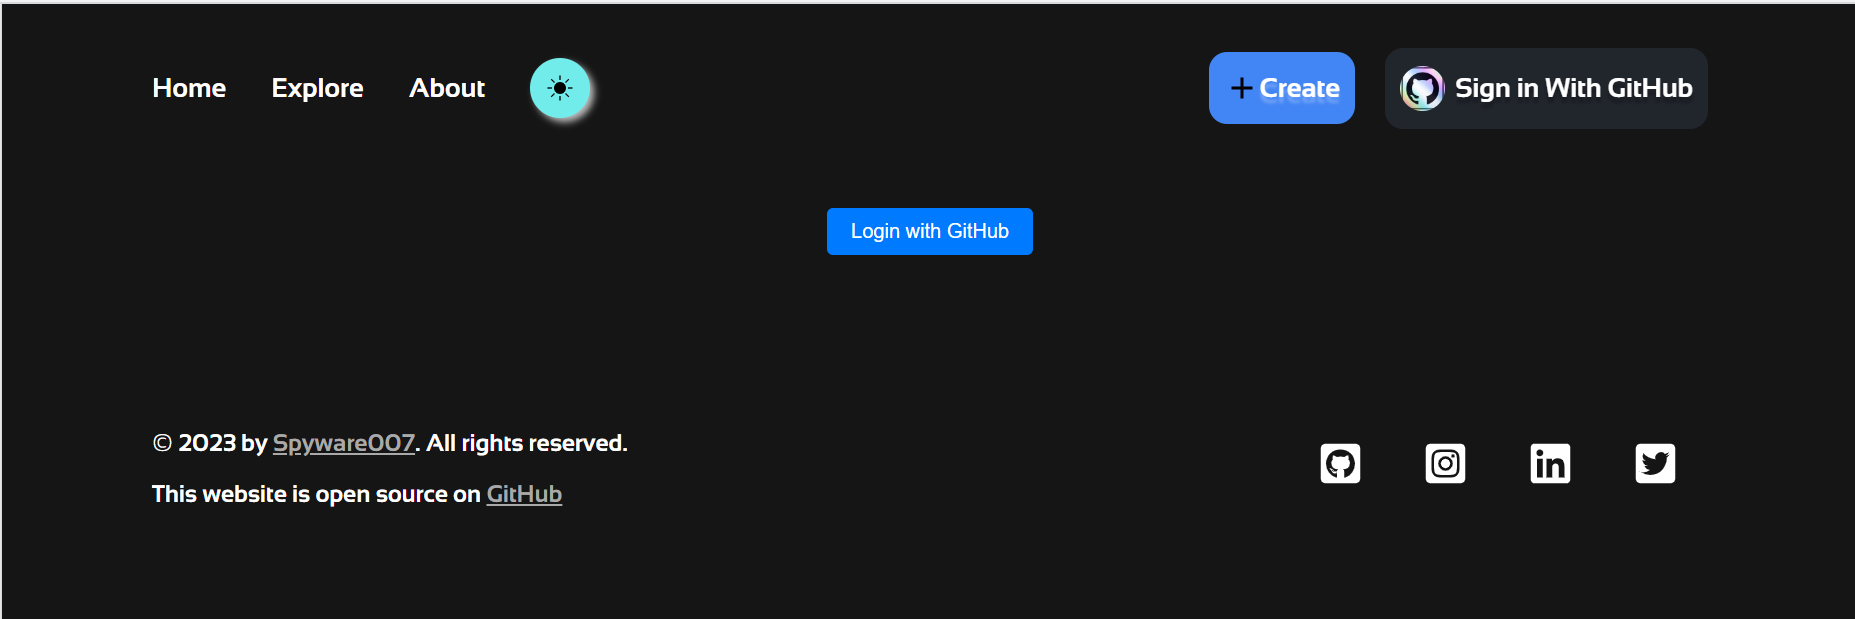 Home Explore About + Create Sign in With GitHub
Login with GitHub
© 2023 by Spyware007. All rights reserved.
This website is open source on GitHub
in